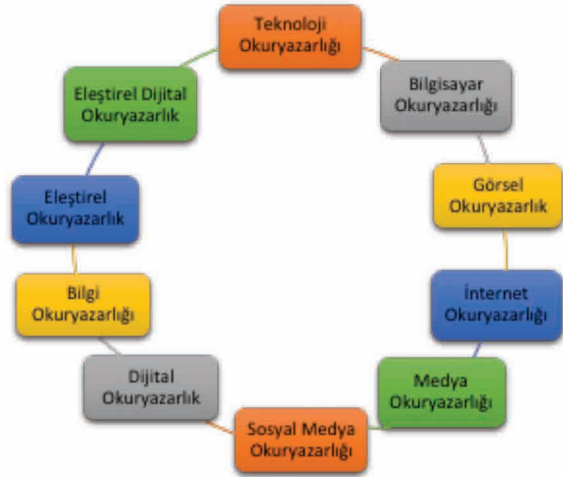 Teknoloji
Okuryazarlığı
Bilgisayar
Okuryazarlığı
Görsel
Okuryazarlık
İnternet
Okuryazarlığı
Medya
Okuryazarlığı
Sosyal Medya
Okuryazarlığı
Dijital
Okuryazarlık
Bilgi
Okuryazarlığı
Eleştirel
Okuryazarlık
Eleştirel Dijital
Okuryazarlık